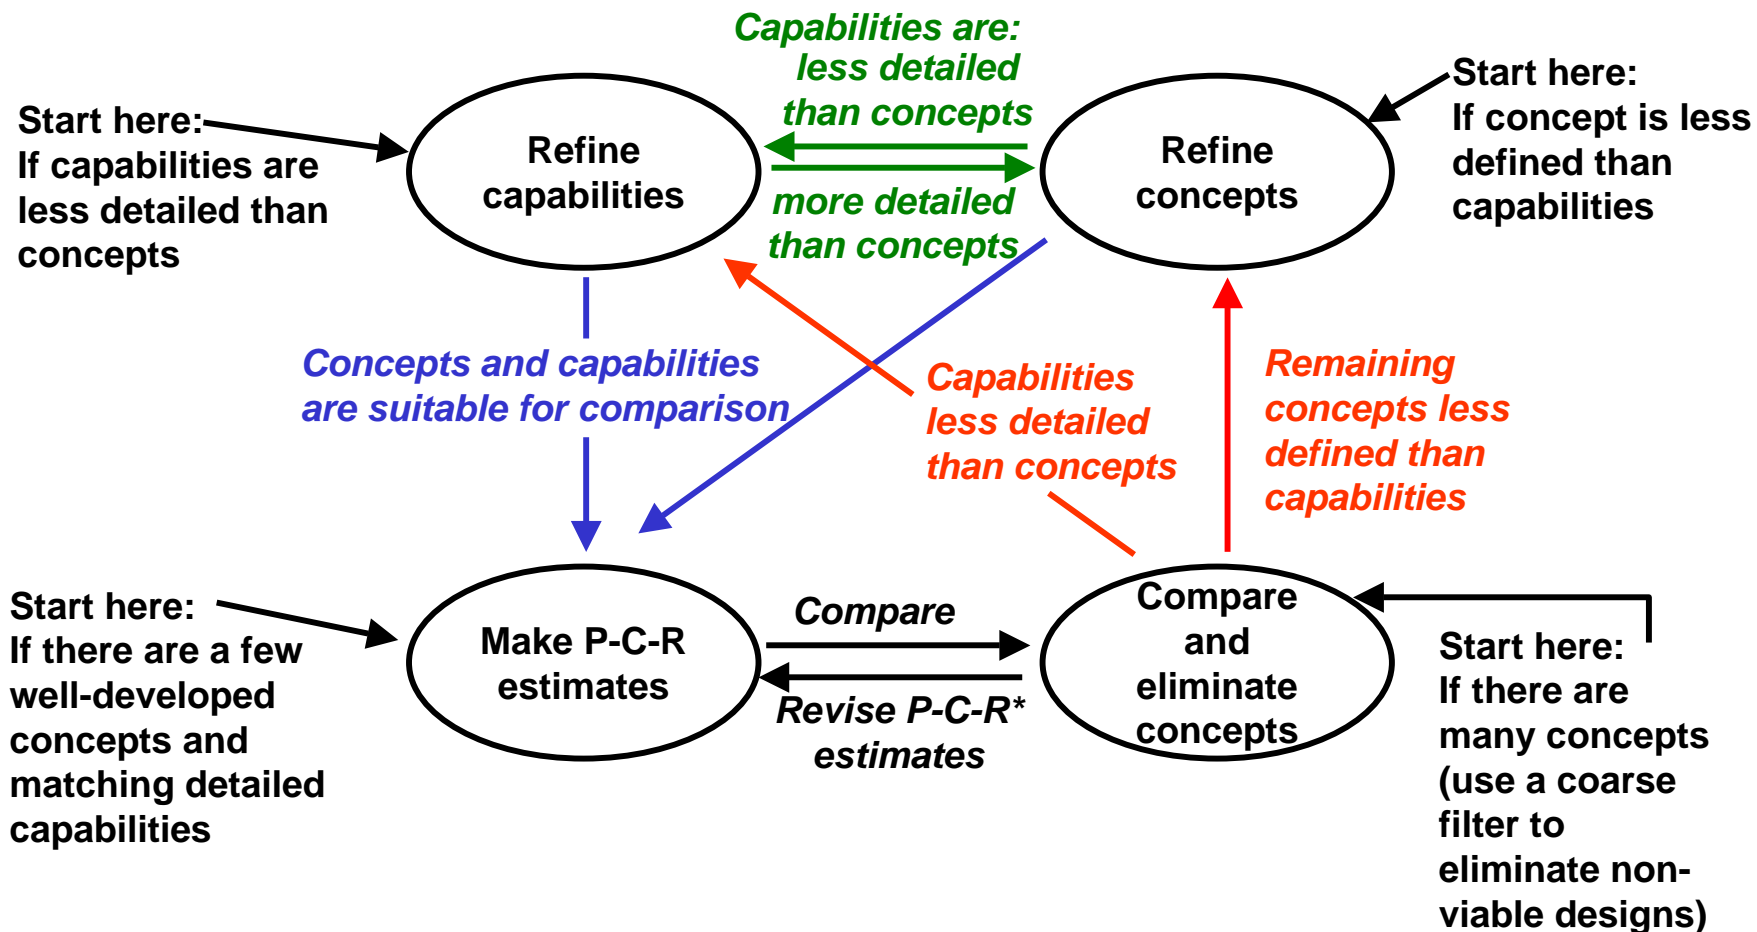 Capabilities are:
less detailed
than concepts
Start here:
If capabilities are
less detailed than
concepts
Refine
capabilities
Refine
concepts
Start here:
If concept is less
defined than
capabilities
more detailed
than concepts
Concepts and capabilities
are suitable for comparison
Capabilities
less detailed
than concepts
Remaining
concepts less
defined than
capabilities
Start here:
If there are a few
well-developed
concepts and
matching detailed
capabilities
Make P-C-R
estimates
Compare
Revise P-C-R*
estimates
Compare
and
eliminate
concepts
Start here:
If there are
many concepts
(use a coarse
filter to
eliminate non-
viable designs)